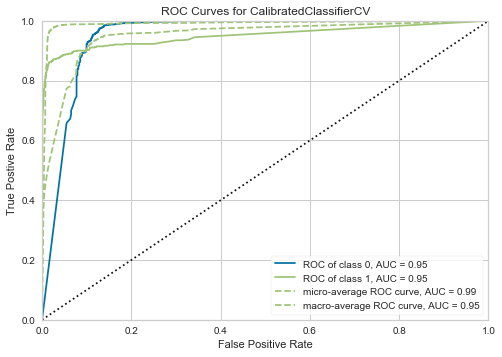 ROC Curves for CalibratedClassifierCV
True Postive Rate
1.0
0.8
0.6
0.4
0.2
0.0
0.0 0.2 0.4 0.6 0.8 1.0
False Positive Rate
ROC of class 0, AUC = 0.95
ROC of class 1, AUC = 0.95
micro-average ROC curve, AUC = 0.99
macro-average ROC curve, AUC = 0.95